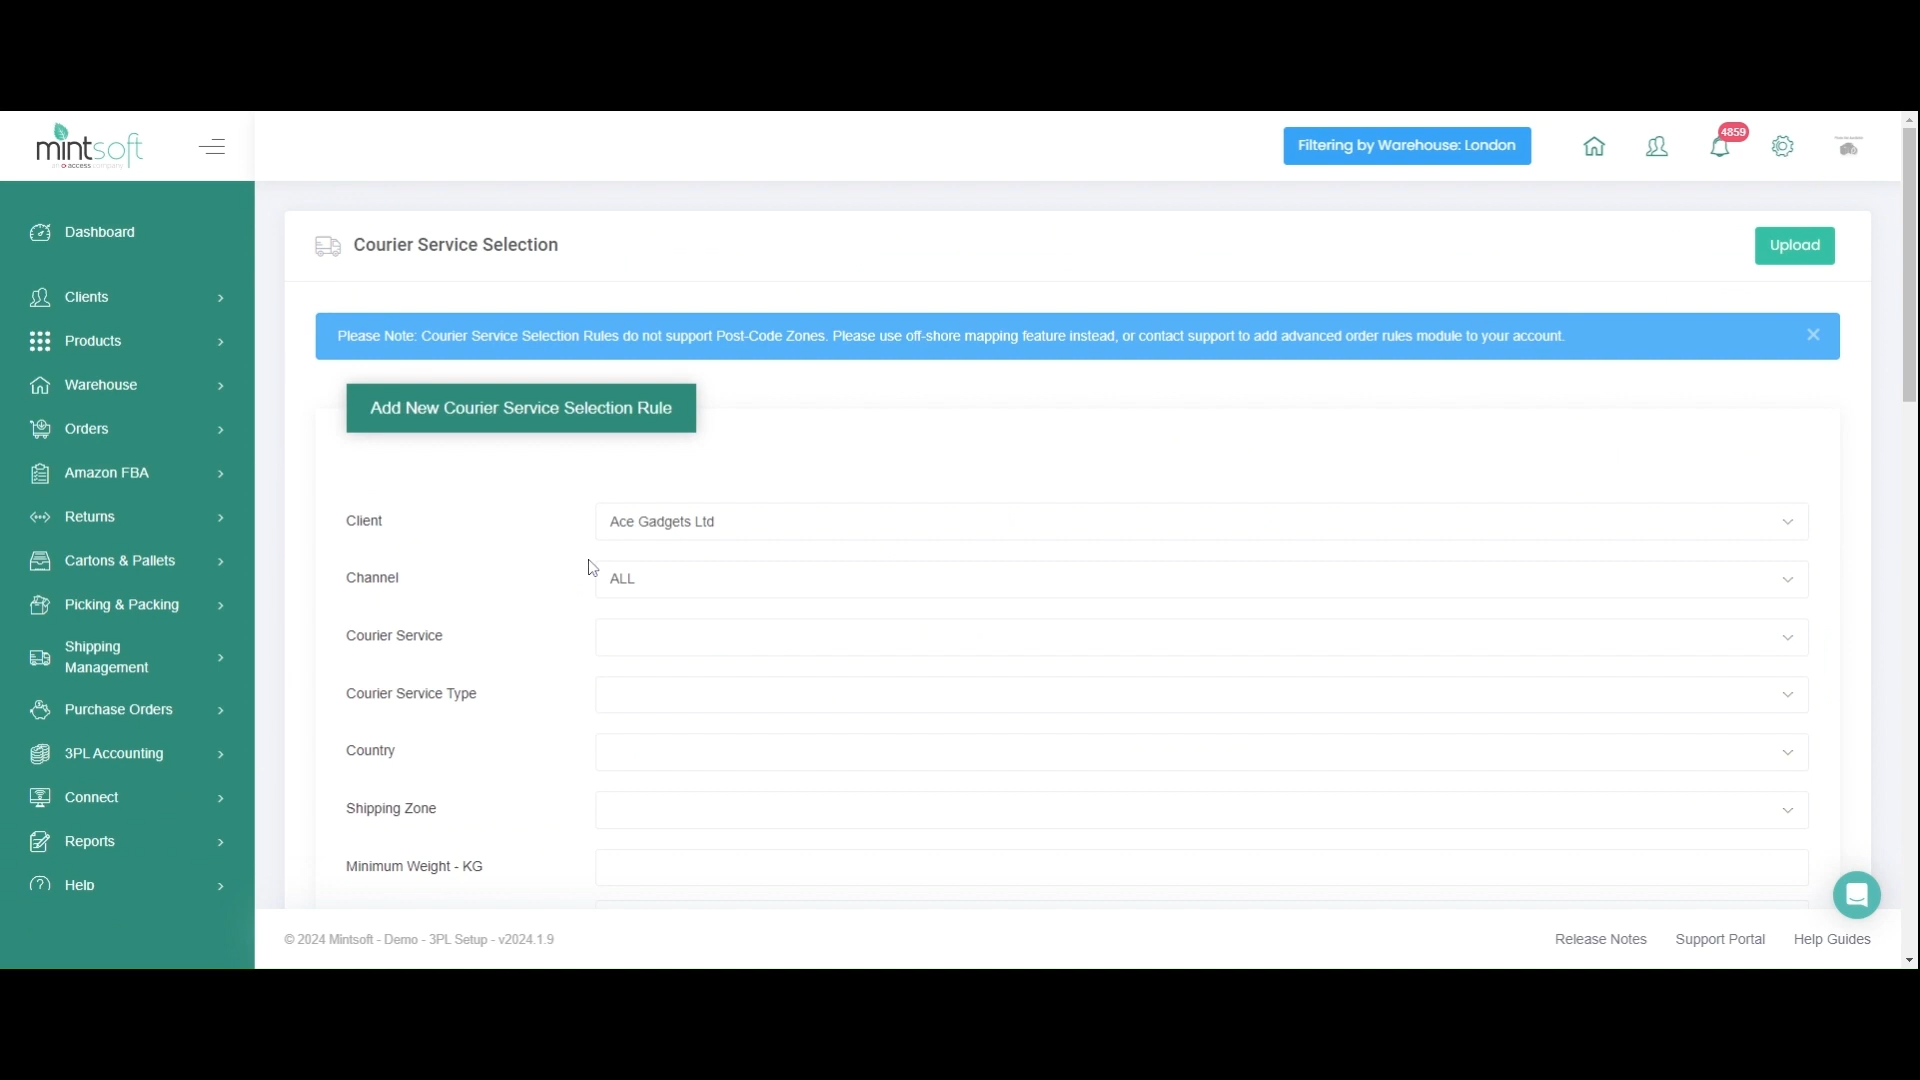 mintsoft
an access company
Filtering by Warehouse: London
4859
Dashboard
Clients
Products
Warehouse
Orders
Amazon FBA
Returns
Cartons & Pallets
Picking & Packing
Shipping
Management
Purchase Orders
3PL Accounting
Connect
Reports
Help
Courier Service Selection
Upload
Please Note: Courier Service Selection Rules do not support Post-Code Zones. Please use off-shore mapping feature instead, or contact support to add advanced order rules module to your account.
Add New Courier Service Selection Rule
Client
Ace Gadgets Ltd
Channel
ALL
Courier Service
Courier Service Type
Country
Shipping Zone
Minimum Weight - KG
© 2024 Mintsoft - Demo - 3PL Setup - v2024.1.9
Release Notes
Support Portal
Help Guides